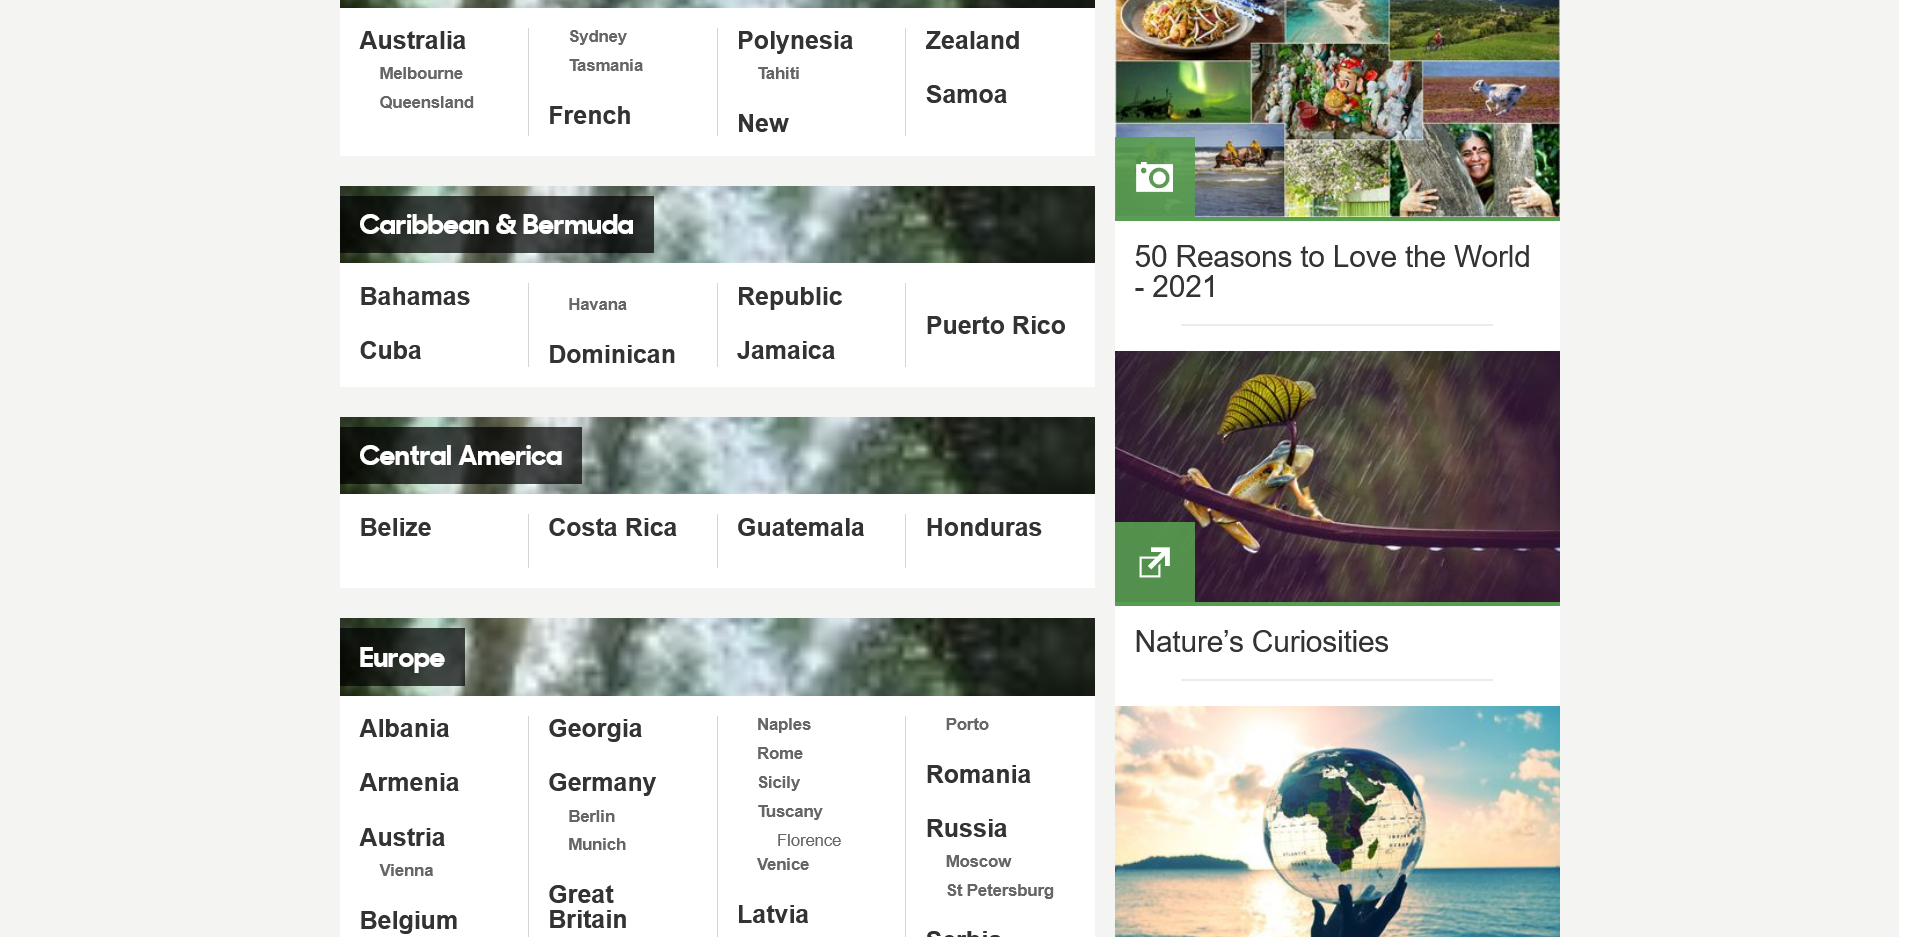 Australia
Melbourne
Queensland
Sydney
Tasmania
French
Polynesia
Tahiti
New
Zealand
Samoa
Caribbean & Bermuda
Bahamas
Cuba
Havana
Dominican
Republic
Jamaica
Puerto Rico
Central America
Belize
Costa Rica
Guatemala
Honduras
Europe
Albania
Armenia
Austria
Vienna
Belgium
Georgia
Germany
Berlin
Munich
Great
Britain
Naples
Rome
Sicily
Tuscany
Florence
Venice
Latvia
Porto
Romania
Russia
Moscow
St Petersburg
Serbia
50 Reasons to Love the World
- 2021
Nature’s Curiosities